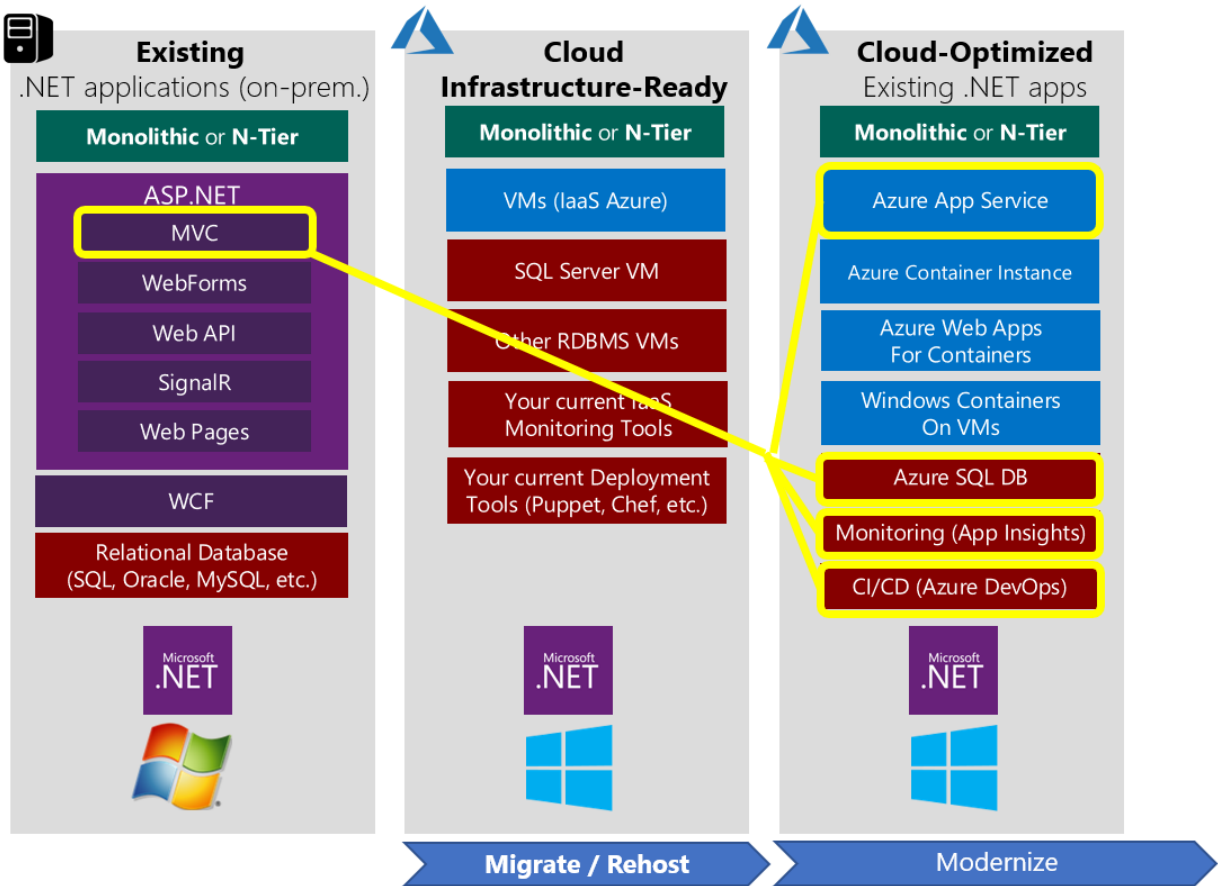 Existing
.NET applications (on-prem.)
Monolithic or N-Tier
ASP.NET
MVC
WebForms
Web API
SignalR
Web Pages
WCF
Relational Database
(SQL, Oracle, MySQL, etc.)
Microsoft
.NET
Cloud
Infrastructure-Ready
Monolithic or N-Tier
VMs (IaaS Azure)
SQL Server VM
Other RDBMS VMs
Your current IaaS
Monitoring Tools
Your current Deployment
Tools (Puppet, Chef, etc.)
Microsoft
.NET
Migrate / Rehost
Cloud-Optimized
Existing .NET apps
Monolithic or N-Tier
Azure App Service
Azure Container Instance
Azure Web Apps
For Containers
Windows Containers
On VMs
Azure SQL DB
Monitoring (App Insights)
CI/CD (Azure DevOps)
Microsoft
.NET
Modernize